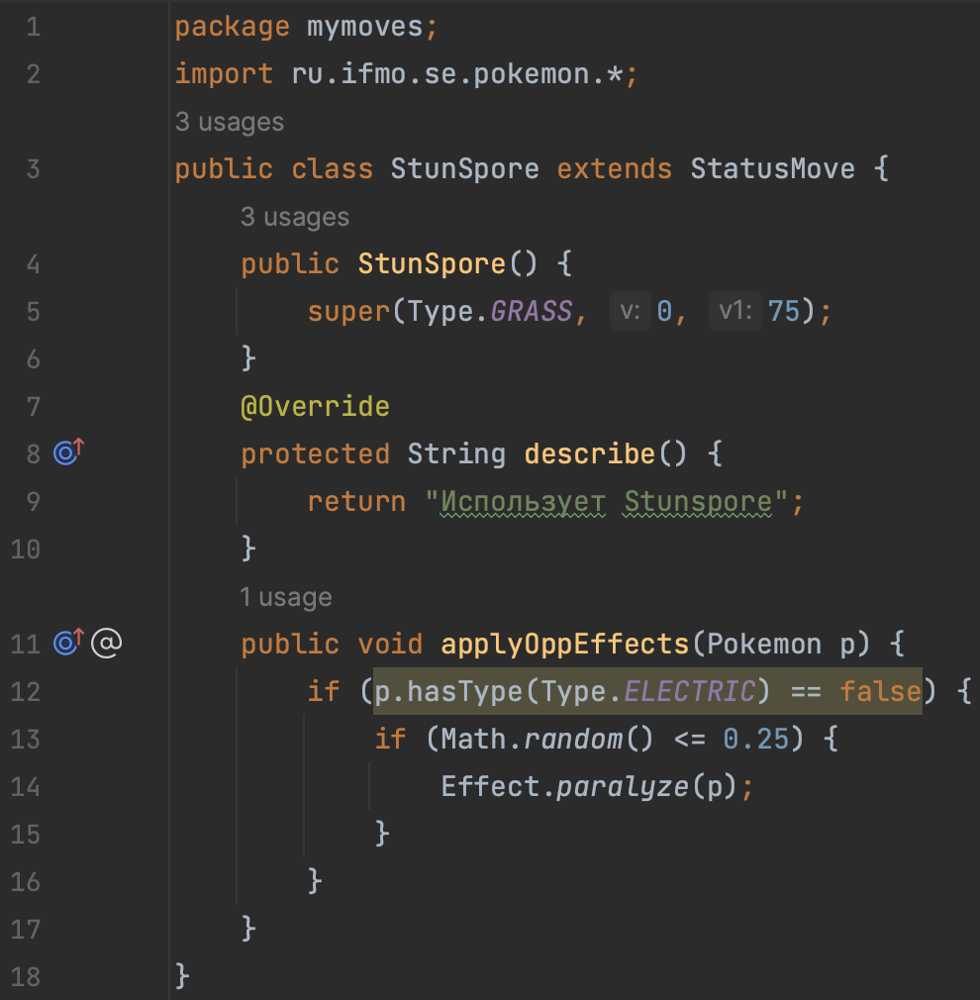 1 package mymoves;
2 import ru.ifmo.se.pokemon.*;
3 usages
3 public class StunSpore extends StatusMove {
3 usages
4 public StunSpore() {
5 super(Type.GRASS, v: 0, v1: 75);
6 }
7 @Override
8 protected String describe() {
9 return "Использует Stunspore";
10 }
1 usage
11 @ public void applyOppEffects(Pokemon p) {
12 if (p.hasType(Type.ELECTRIC) == false) {
13 if (Math.random() <= 0.25) {
14 Effect.paralyze(p);
15 }
16 }
17 }
18 }